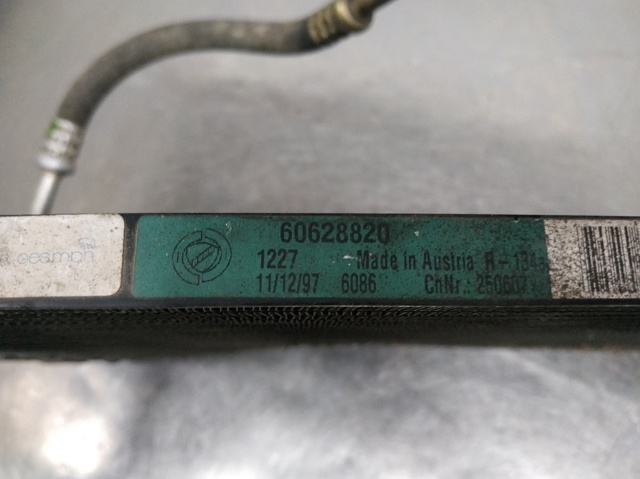 60628820
1227 Made in Austria R-134a
11/12/97 6086 ChNr.: 250607